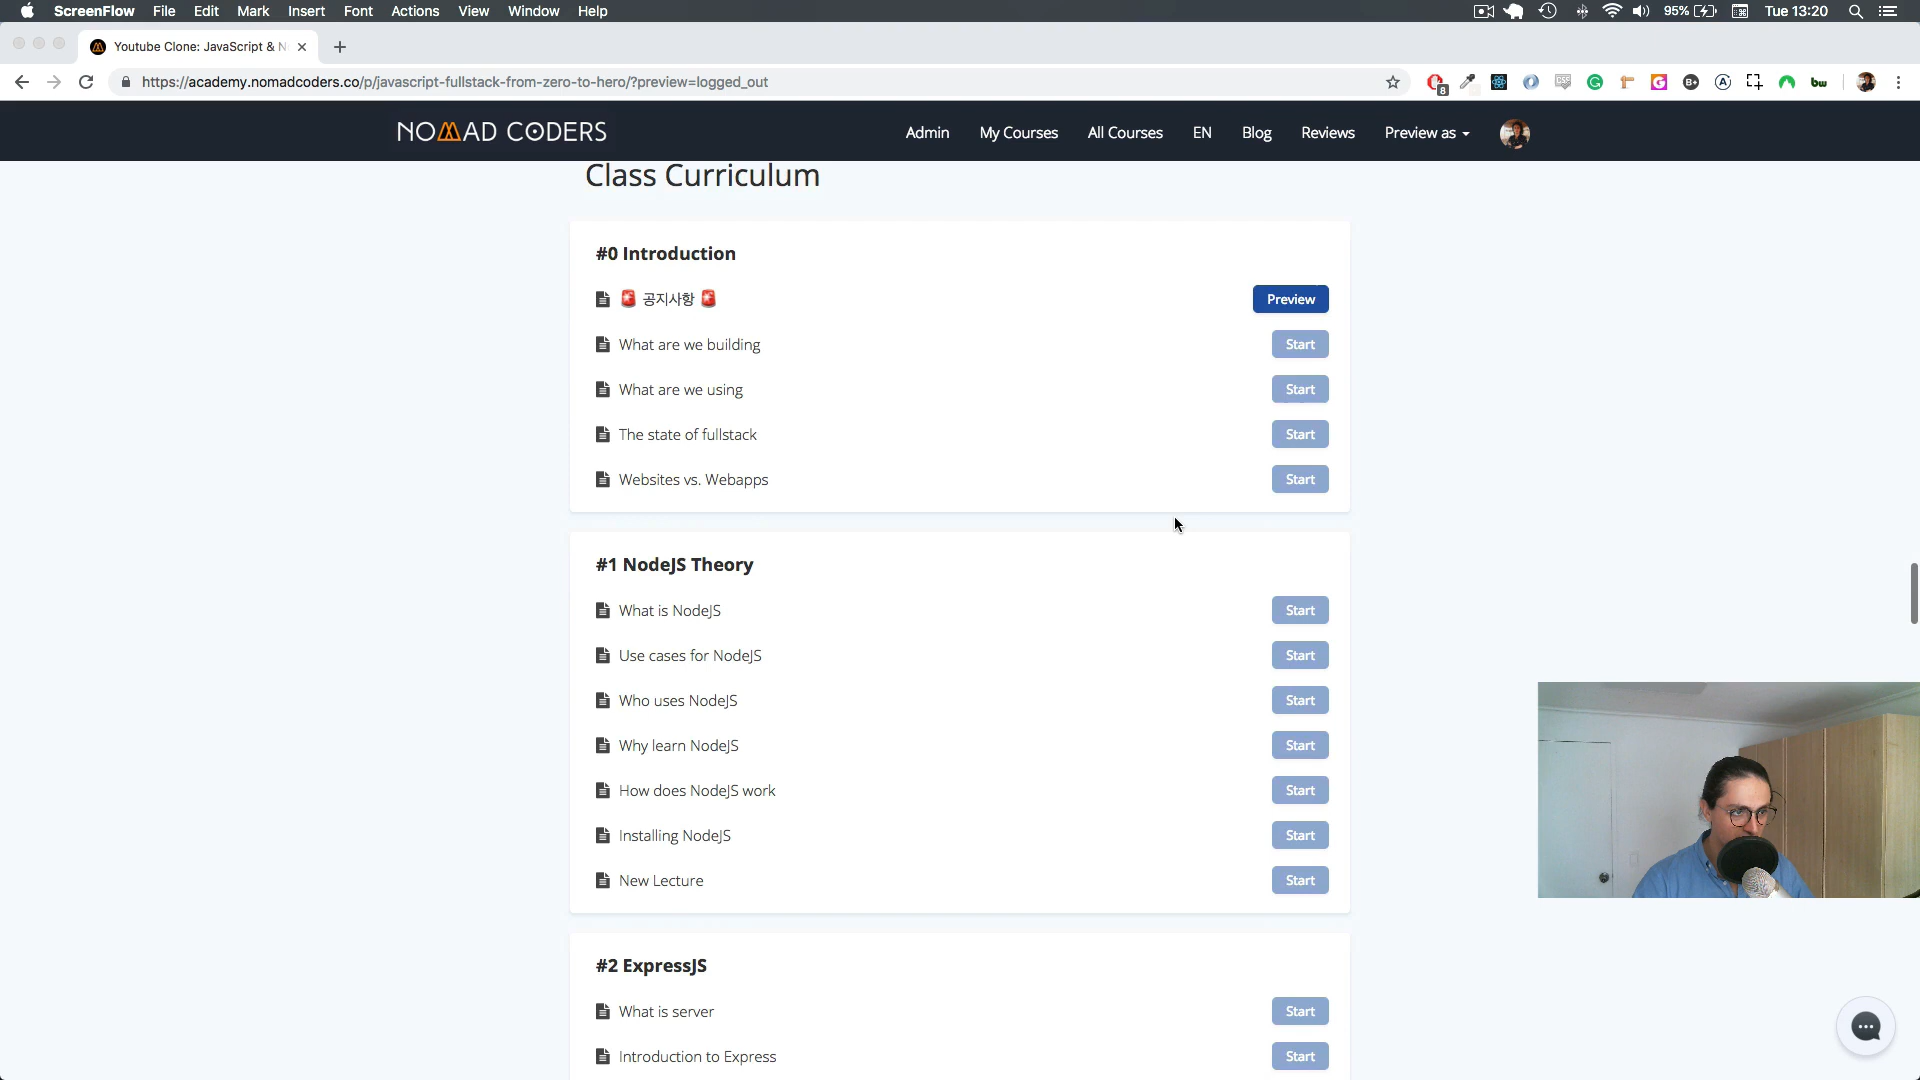 ScreenFlow File Edit Mark Insert Font Actions View Window Help 95% Tue 13:20
Youtube Clone: JavaScript & N
https://academy.nomadcoders.co/p/javascript-fullstack-from-zero-to-hero/?preview=logged_out
8 B+ A bw
NOMAD CODERS Admin My Courses All Courses EN Blog Reviews Preview as
Class Curriculum
#0 Introduction
🚨 공지사항 🚨 Preview
What are we building Start
What are we using Start
The state of fullstack Start
Websites vs. Webapps Start
#1 NodeJS Theory
What is NodeJS Start
Use cases for NodeJS Start
Who uses NodeJS Start
Why learn NodeJS Start
How does NodeJS work Start
Installing NodeJS Start
New Lecture Start
#2 ExpressJS
What is server Start
Introduction to Express Start